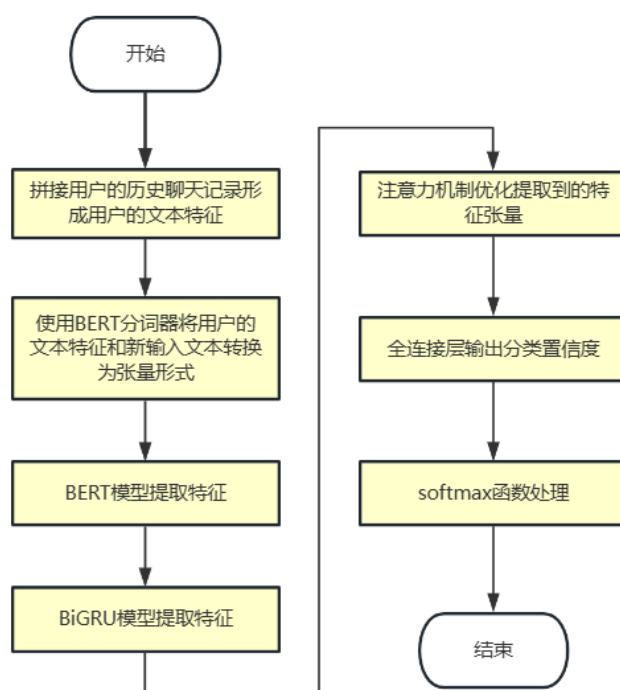 开始
拼接用户的历史聊天记录形
成用户的文本特征
使用BERT分词器将用户的
文本特征和新输入文本转换
为张量形式
BERT模型提取特征
BiGRU模型提取特征
注意力机制优化提取到的特
征张量
全连接层输出分类置信度
softmax函数处理
结束